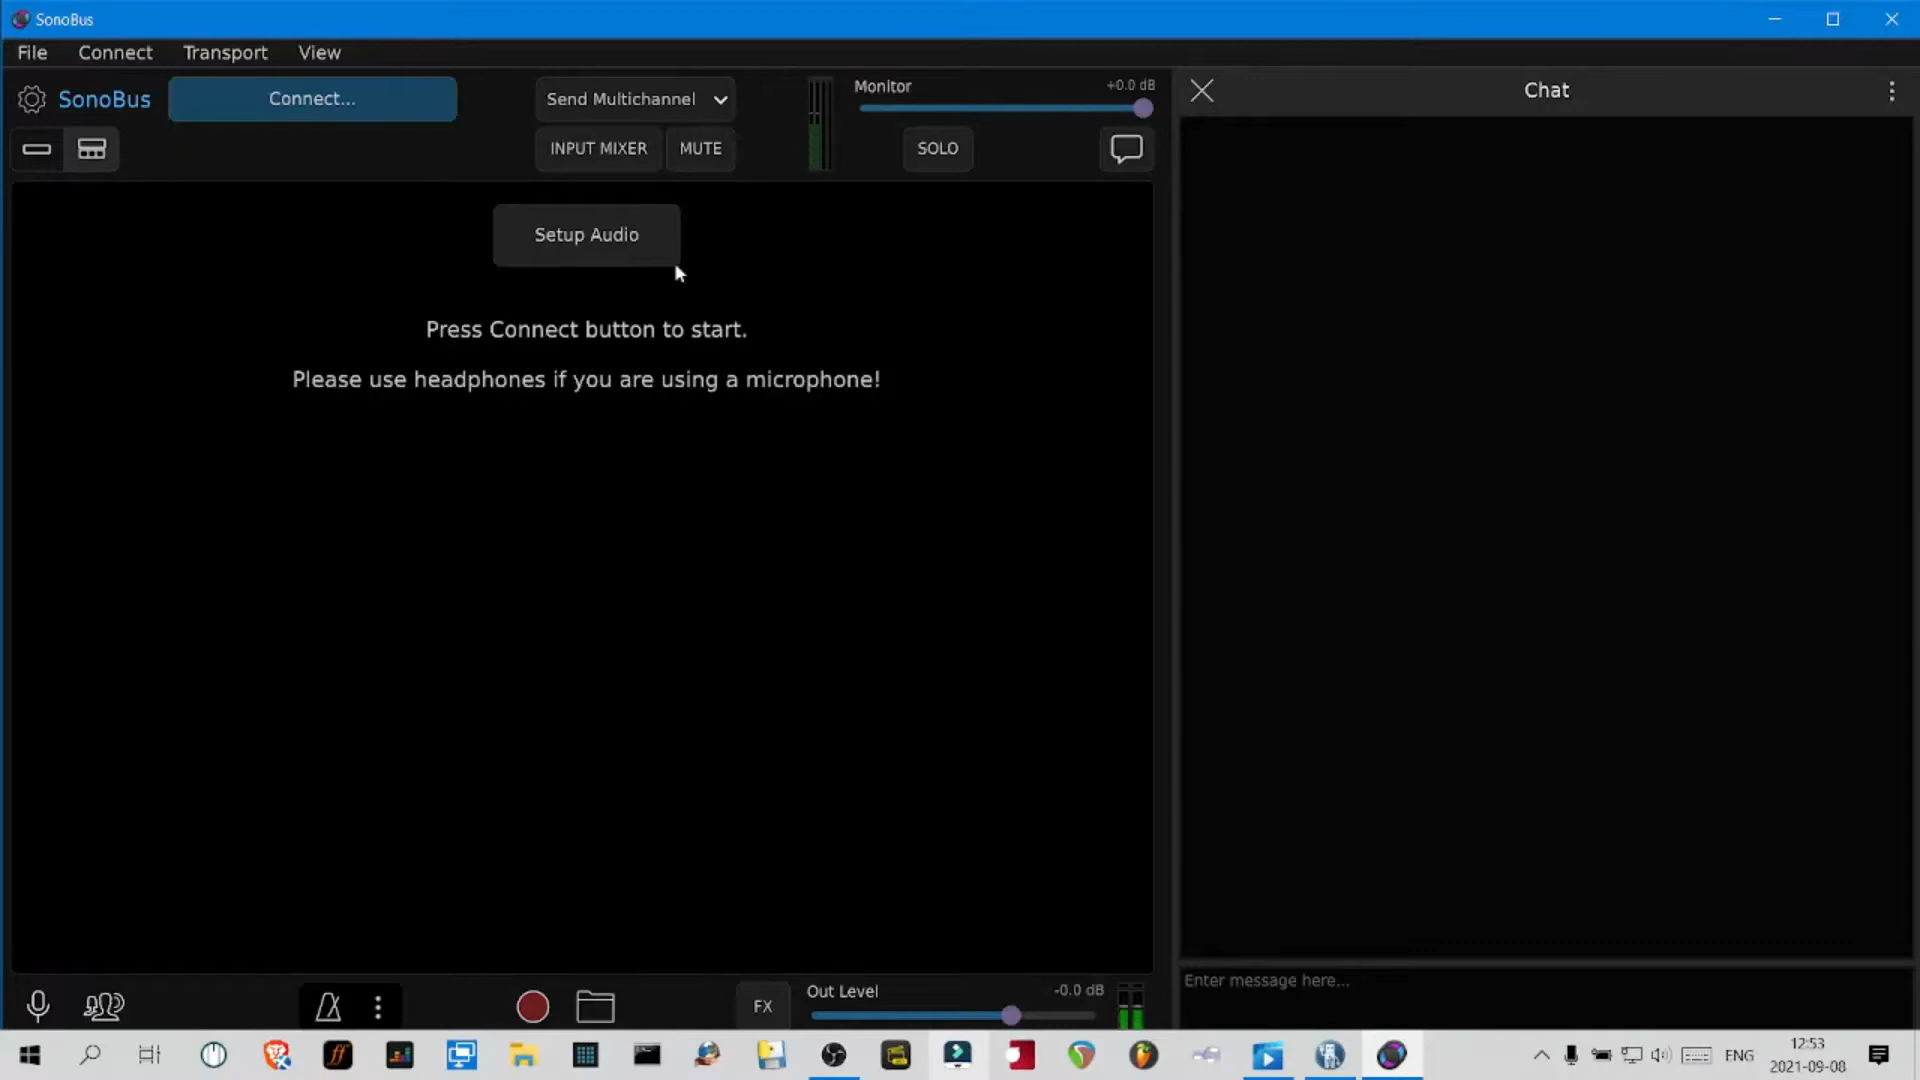 SonoBus
File Connect Transport View
SonoBus
Connect...
Send Multichannel
Monitor
+0.0 dB
Chat
INPUT MIXER
MUTE
SOLO
Setup Audio
Press Connect button to start.
Please use headphones if you are using a microphone!
Enter message here...
FX
Out Level
-0.0 dB
ENG
12:53
2021-09-08